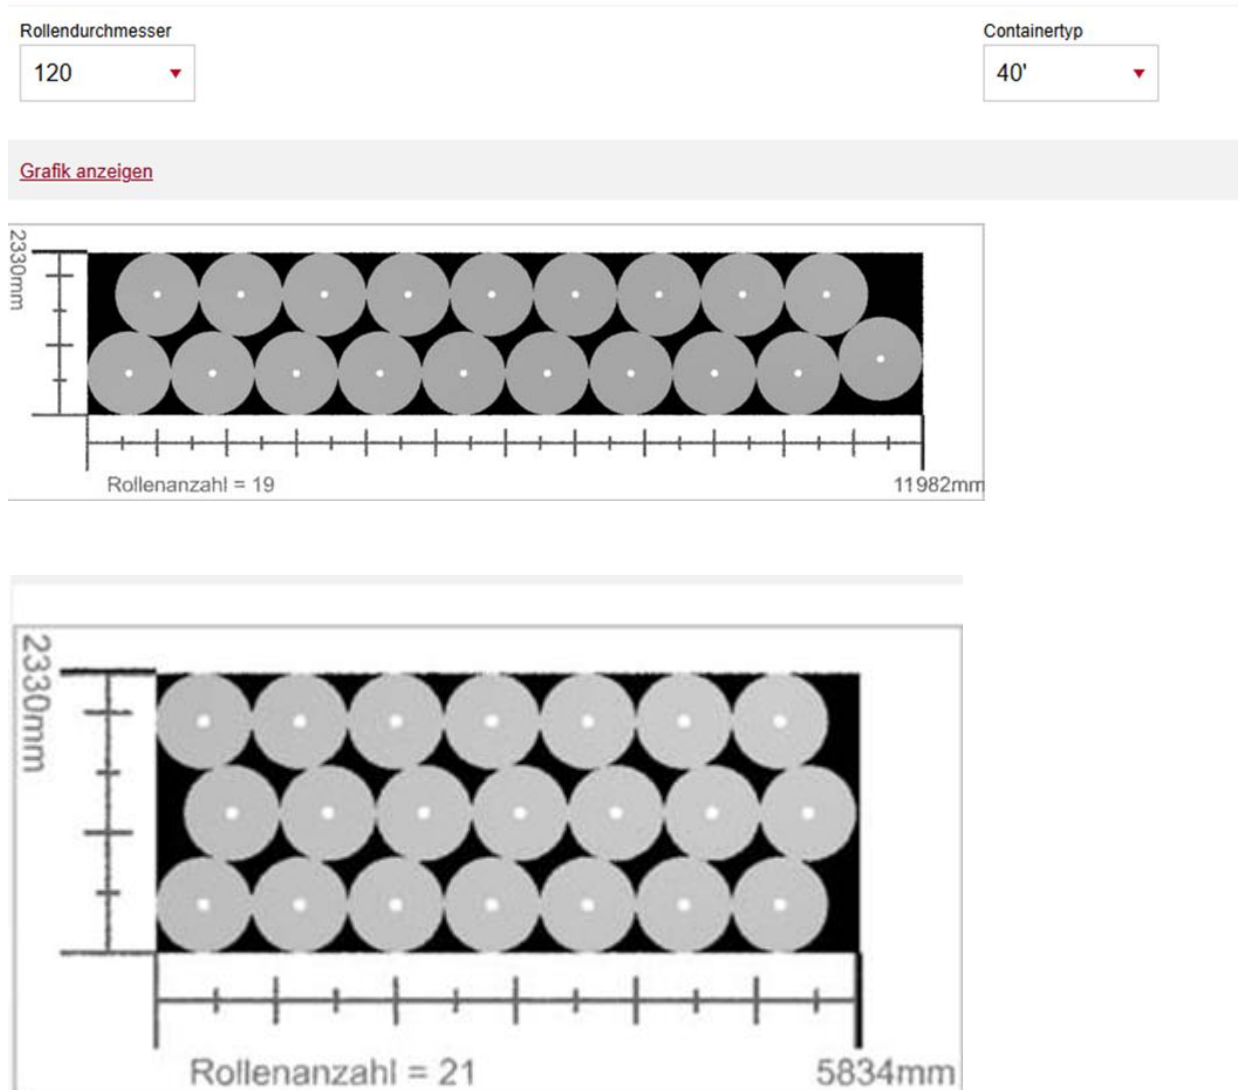 Rollendurchmesser
Containertyp
120
40'
Grafik anzeigen
2330mm
Rollenanzahl = 19
11982mm
2330mm
Rollenanzahl = 21
5834mm